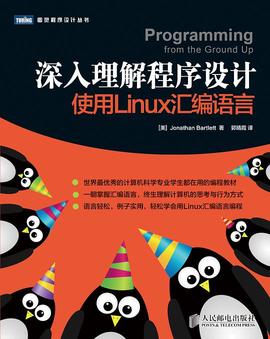 TURING
图灵程序设计丛书
Programming
from the Ground Up
深入理解程序设计
使用Linux汇编语言
[美] Jonathan Bartlett 著 郭晴霞 译
世界最优秀的计算机科学专业学生都在用的编程教材
一朝掌握汇编语言，终生理解计算机的思考与行为方式
语言轻松，例子实用，轻松学会用Linux汇编语言编程
人民邮电出版社
POSTS & TELECOM PRESS